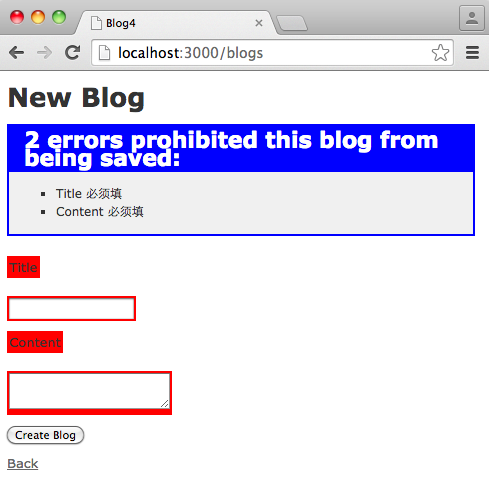 Blog4
localhost:3000/blogs
New Blog
2 errors prohibited this blog from
being saved:
Title 必须填
Content 必须填
Title
Content
Create Blog
Back